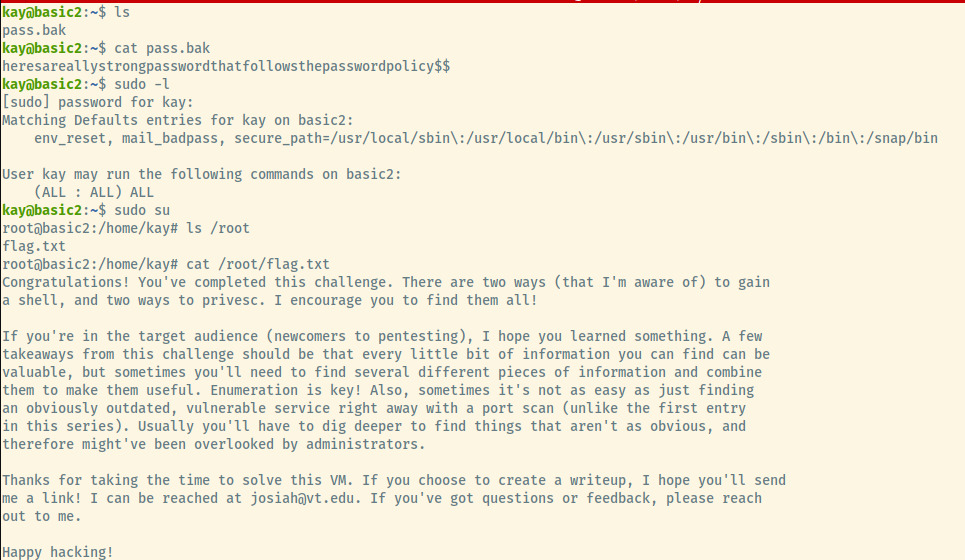 kay@basic2:~$ ls
pass.bak
kay@basic2:~$ cat pass.bak
heresareallystrongpasswordthatfollowsthepasswordpolicy$$
kay@basic2:~$ sudo -l
[sudo] password for kay:
Matching Defaults entries for kay on basic2:
    env_reset, mail_badpass, secure_path=/usr/local/sbin\:/usr/local/bin\:/usr/sbin\:/usr/bin\:/sbin\:/bin\:/snap/bin

User kay may run the following commands on basic2:
    (ALL : ALL) ALL
kay@basic2:~$ sudo su
root@basic2:/home/kay# ls /root
flag.txt
root@basic2:/home/kay# cat /root/flag.txt
Congratulations! You've completed this challenge. There are two ways (that I'm aware of) to gain
a shell, and two ways to privesc. I encourage you to find them all!

If you're in the target audience (newcomers to pentesting), I hope you learned something. A few
takeaways from this challenge should be that every little bit of information you can find can be
valuable, but sometimes you'll need to find several different pieces of information and combine
them to make them useful. Enumeration is key! Also, sometimes it's not as easy as just finding
an obviously outdated, vulnerable service right away with a port scan (unlike the first entry
in this series). Usually you'll have to dig deeper to find things that aren't as obvious, and
therefore might've been overlooked by administrators.

Thanks for taking the time to solve this VM. If you choose to create a writeup, I hope you'll send
me a link! I can be reached at josiah@vt.edu. If you've got questions or feedback, please reach
out to me.

Happy hacking!